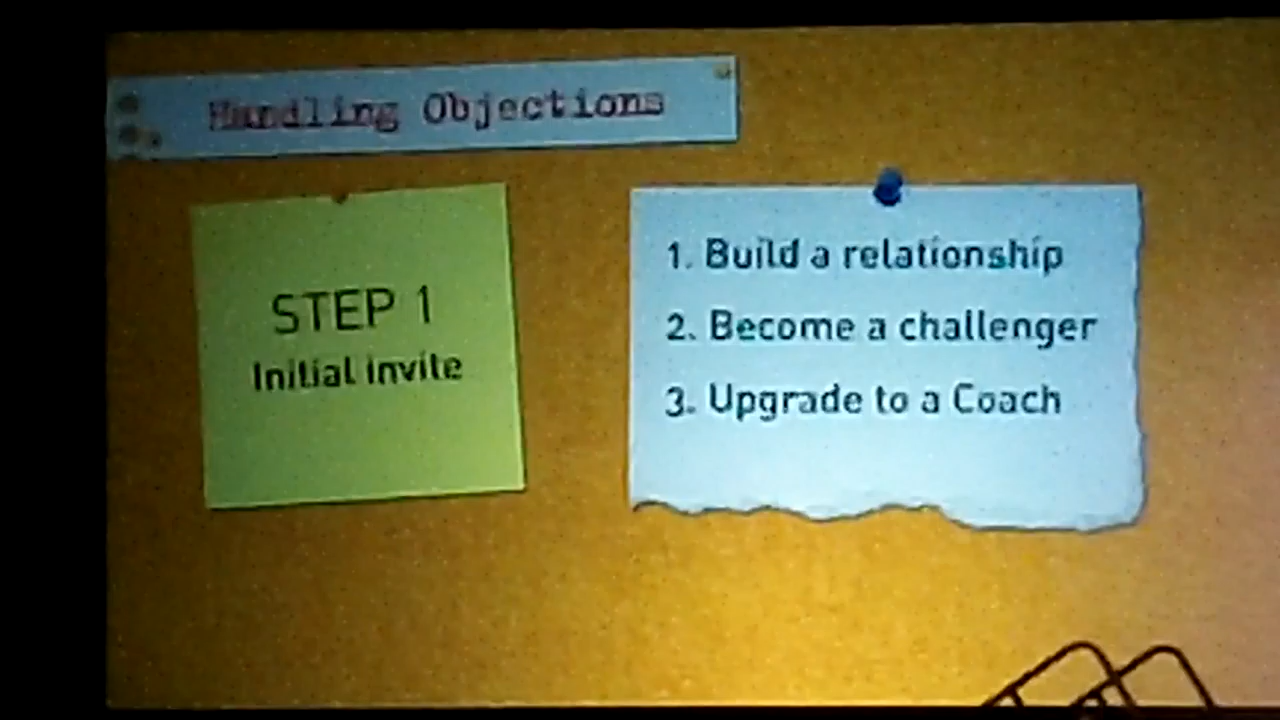 Handling Objections
STEP 1
Initial invite
1. Build a relationship
2. Become a challenger
3. Upgrade to a Coach